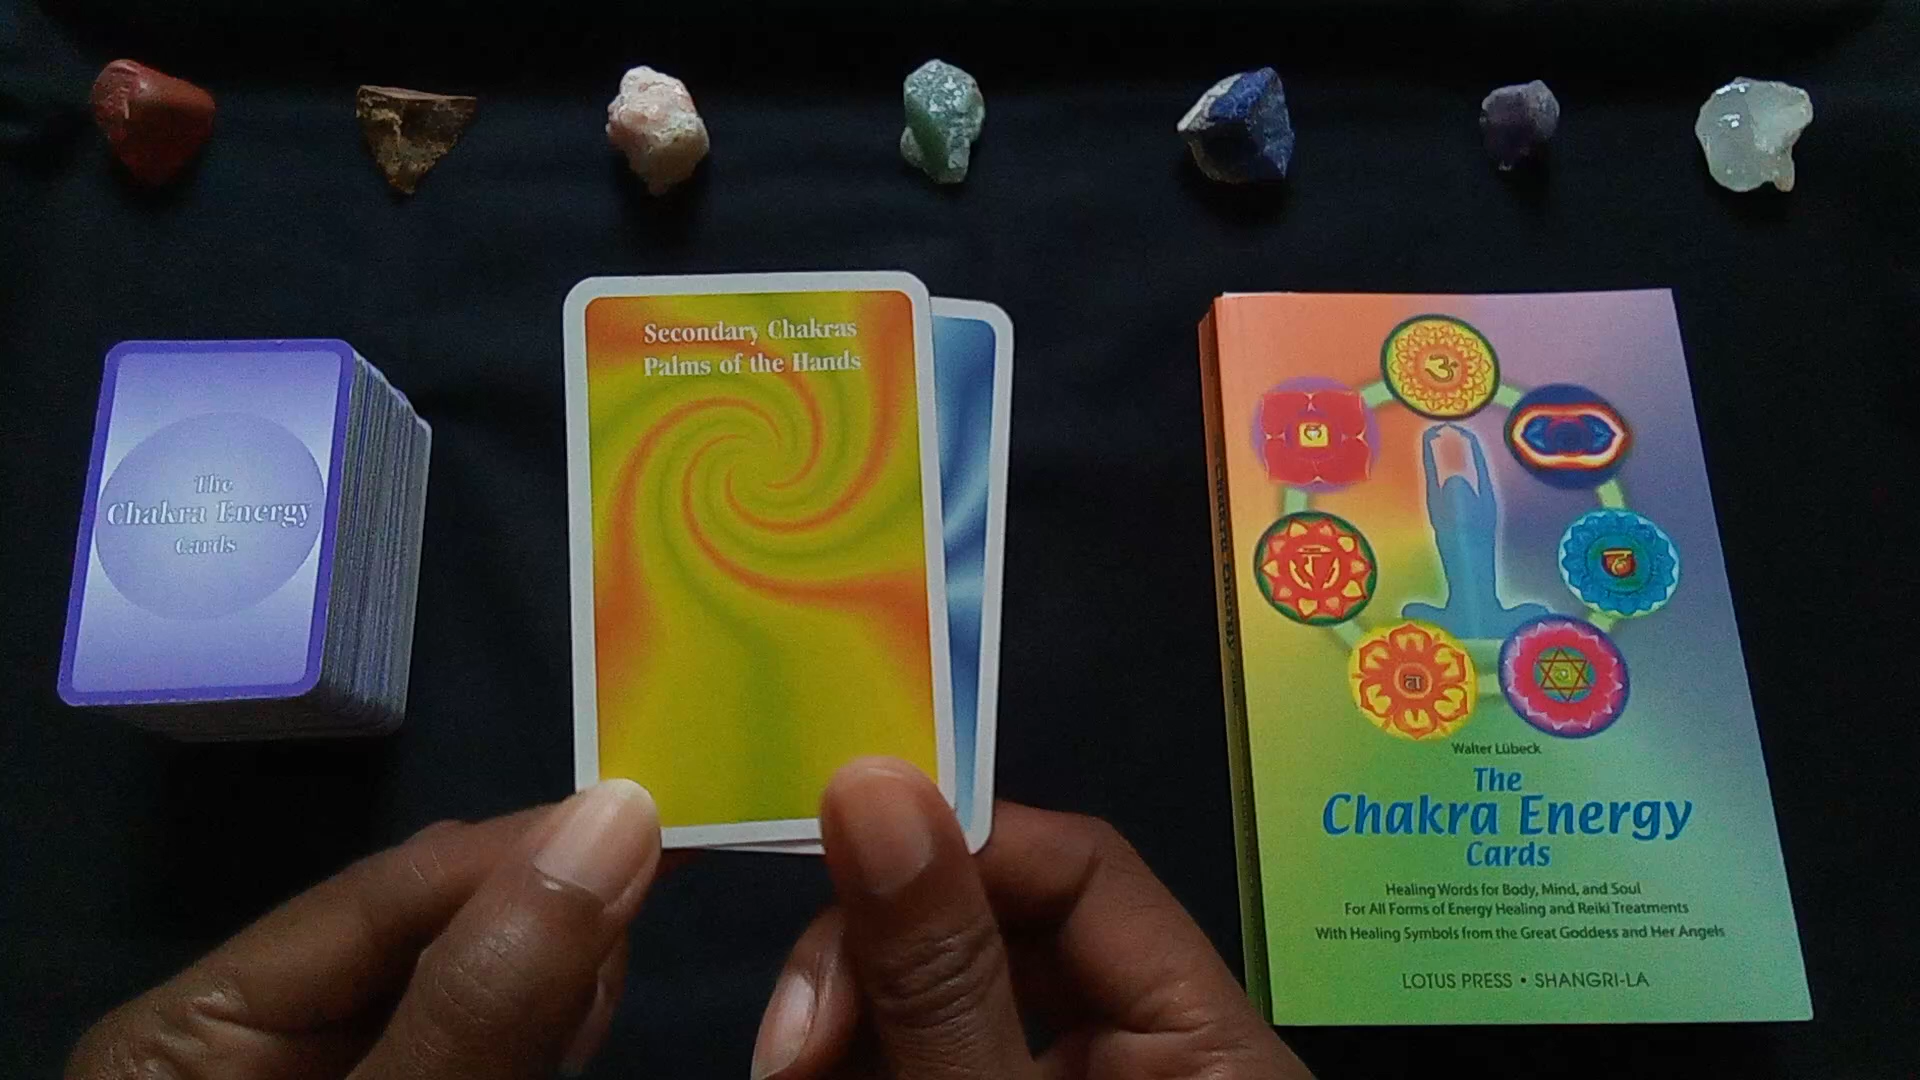 The
Chakra Energy
Cards
Secondary Chakras
Palms of the Hands
Walter Lübeck
The
Chakra Energy
Cards
Healing Words for Body, Mind, and Soul
For All Forms of Energy Healing and Reiki Treatments
With Healing Symbols from the Great Goddess and Her Angels
LOTUS PRESS • SHANGRI-LA